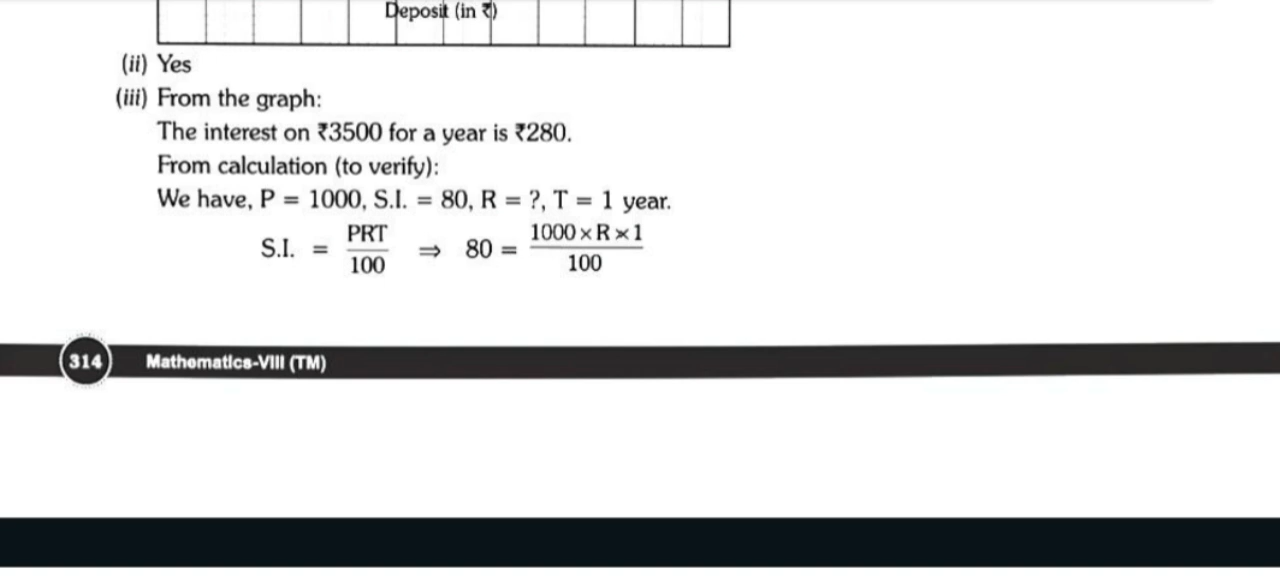 Deposit (in ₹)
(ii) Yes
(iii) From the graph:
The interest on ₹3500 for a year is ₹280.
From calculation (to verify):
We have, P = 1000, S.I. = 80, R = ?, T = 1 year.
S.I. = PRT/100 ⇒ 80 = 1000 × R × 1/100
314 Mathematics-VIII (TM)